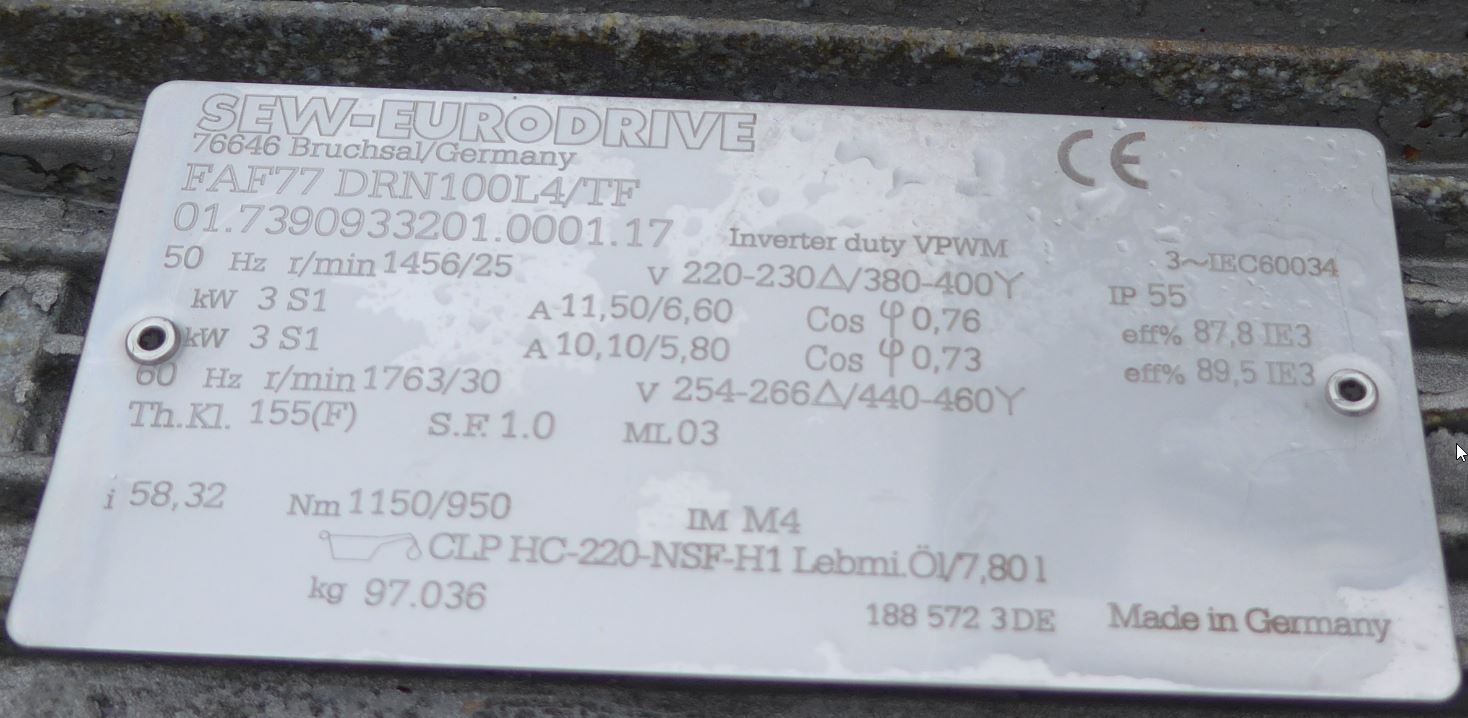 SEW-EURODRIVE
CE
76646 Bruchsal/Germany
FAF77 DRN100L4/TF
01.7390933201.0001.17 Inverter duty VPWM 3~IEC60034
50 Hz r/min 1456/25 V 220-230△/380-400Y IP 55
kW 3 S1 A 11,50/6,60 Cos φ 0,76 eff% 87,8 IE3
kW 3 S1 A 10,10/5,80 Cos φ 0,73 eff% 89,5 IE3
60 Hz r/min 1763/30 V 254-266△/440-460Y
Th.Kl. 155(F) S.F. 1.0 ML 03
i 58,32 Nm 1150/950 IM M4
CLP HC-220-NSF-H1 Lebmi.Öl/7,80 l
kg 97.036 188 572 3 DE Made in Germany